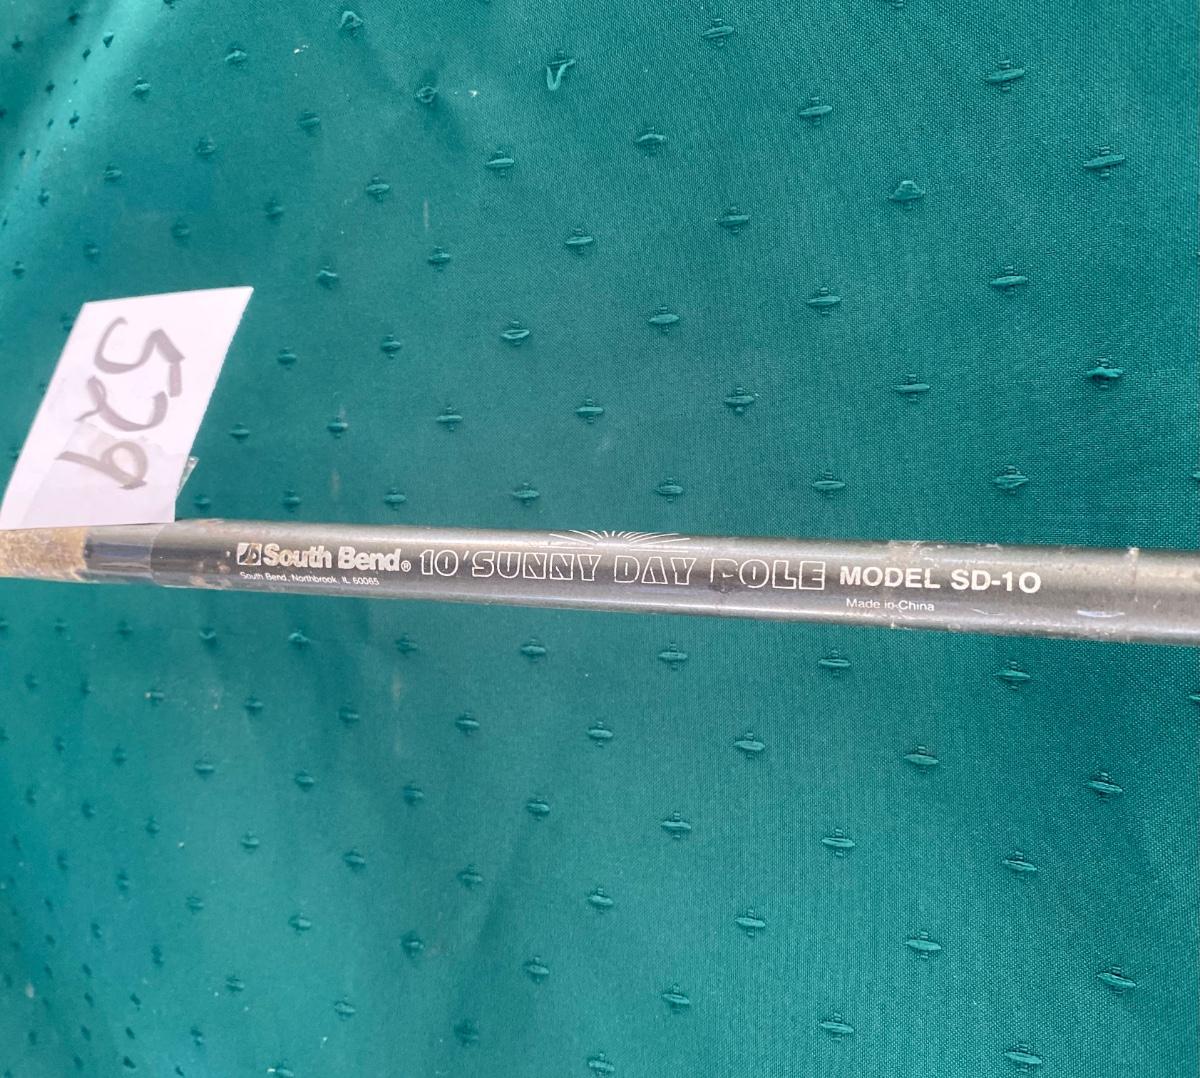 529
South Bend® 10' SUNNY DAY POLE MODEL SD-10
South Bend, Northbrook, IL 60065
Made in China